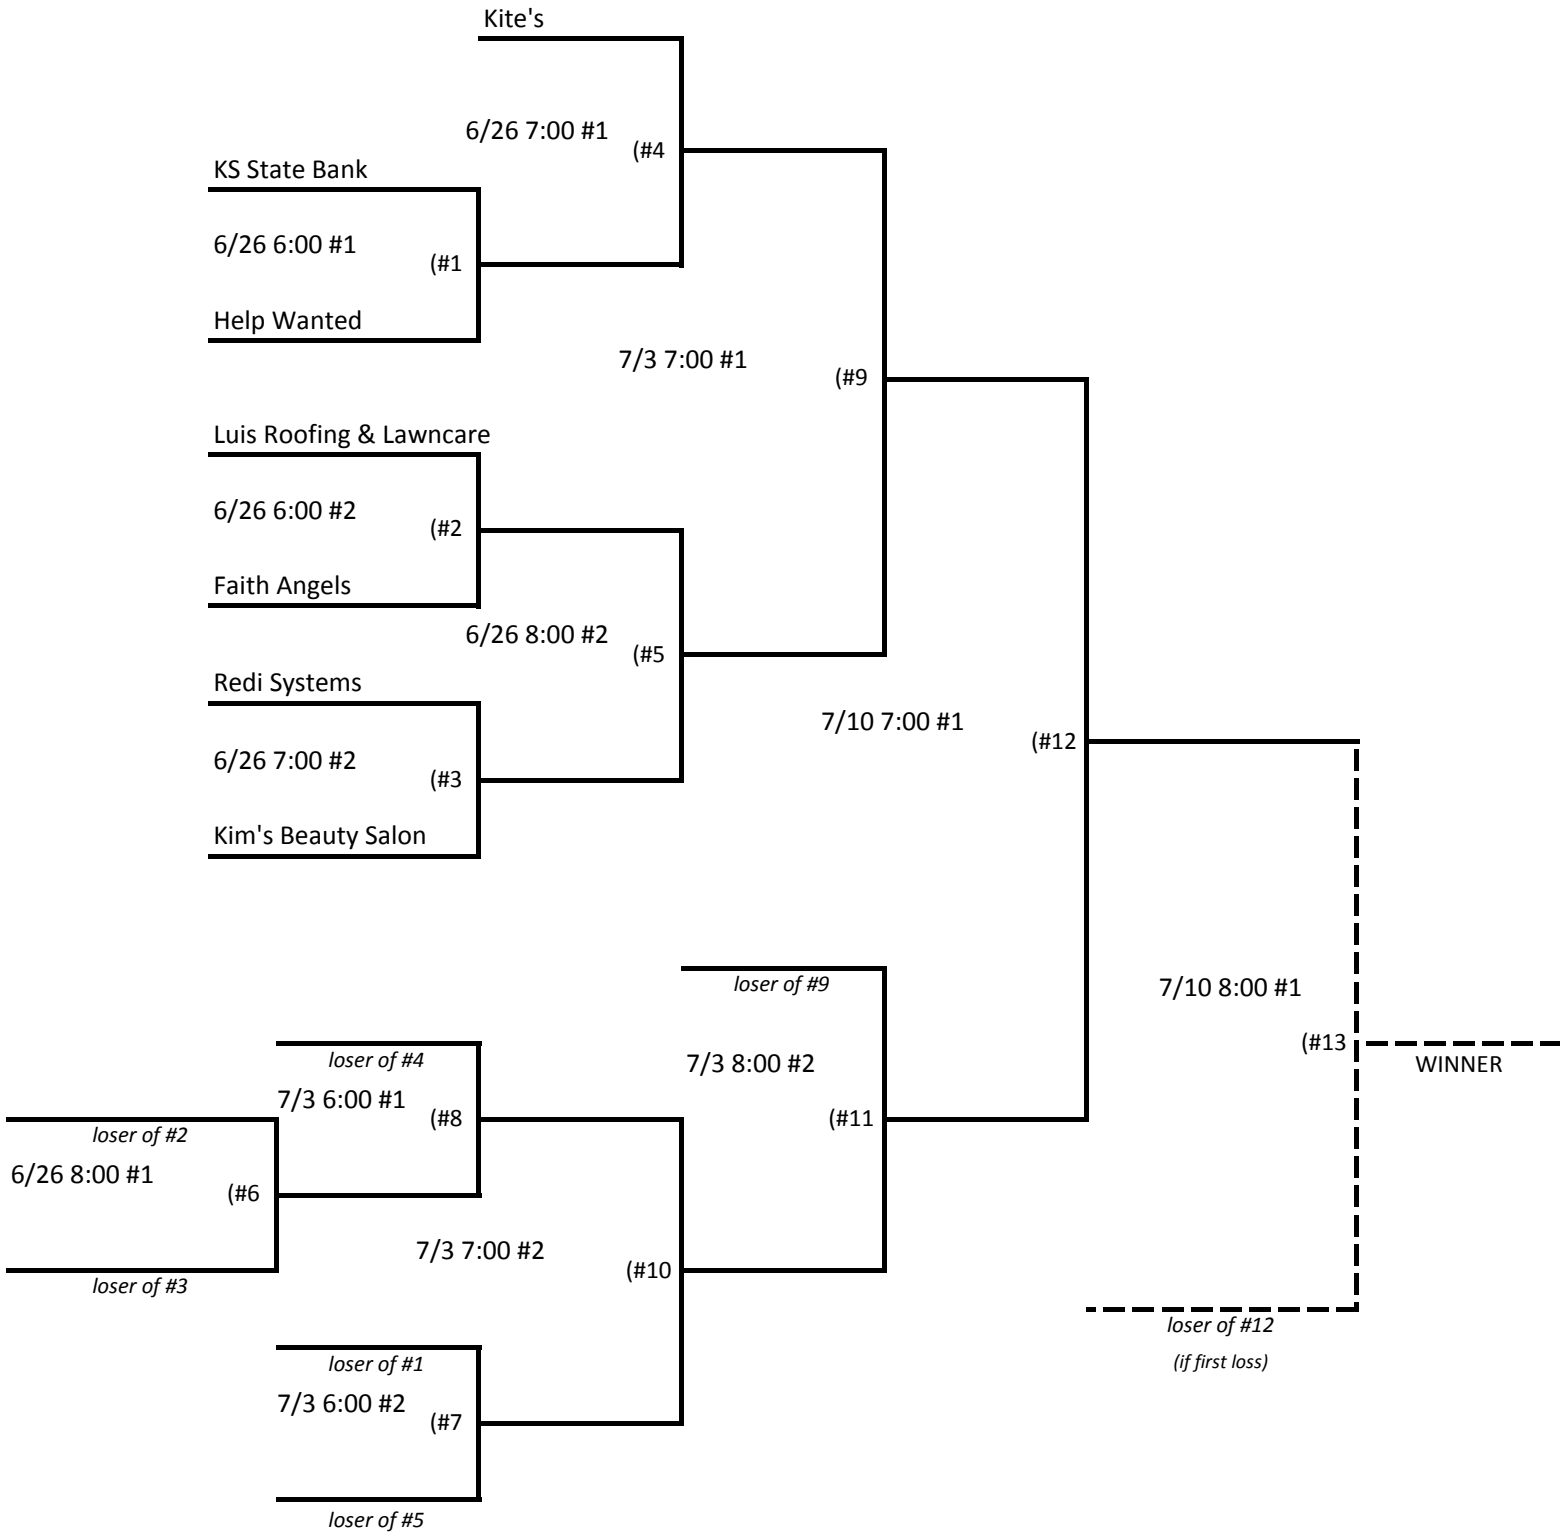 Kite's
6/26 7:00 #1
(#4
KS State Bank
6/26 6:00 #1
(#1
Help Wanted
7/3 7:00 #1
(#9
Luis Roofing & Lawncare
6/26 6:00 #2
(#2
Faith Angels
6/26 8:00 #2
(#5
Redi Systems
7/10 7:00 #1
(#12
6/26 7:00 #2
(#3
Kim's Beauty Salon
loser of #9
7/10 8:00 #1
(#13
WINNER
loser of #4
7/3 8:00 #2
7/3 6:00 #1
(#8
(#11
loser of #2
6/26 8:00 #1
(#6
7/3 7:00 #2
(#10
loser of #3
loser of #12
(if first loss)
loser of #1
7/3 6:00 #2
(#7
loser of #5